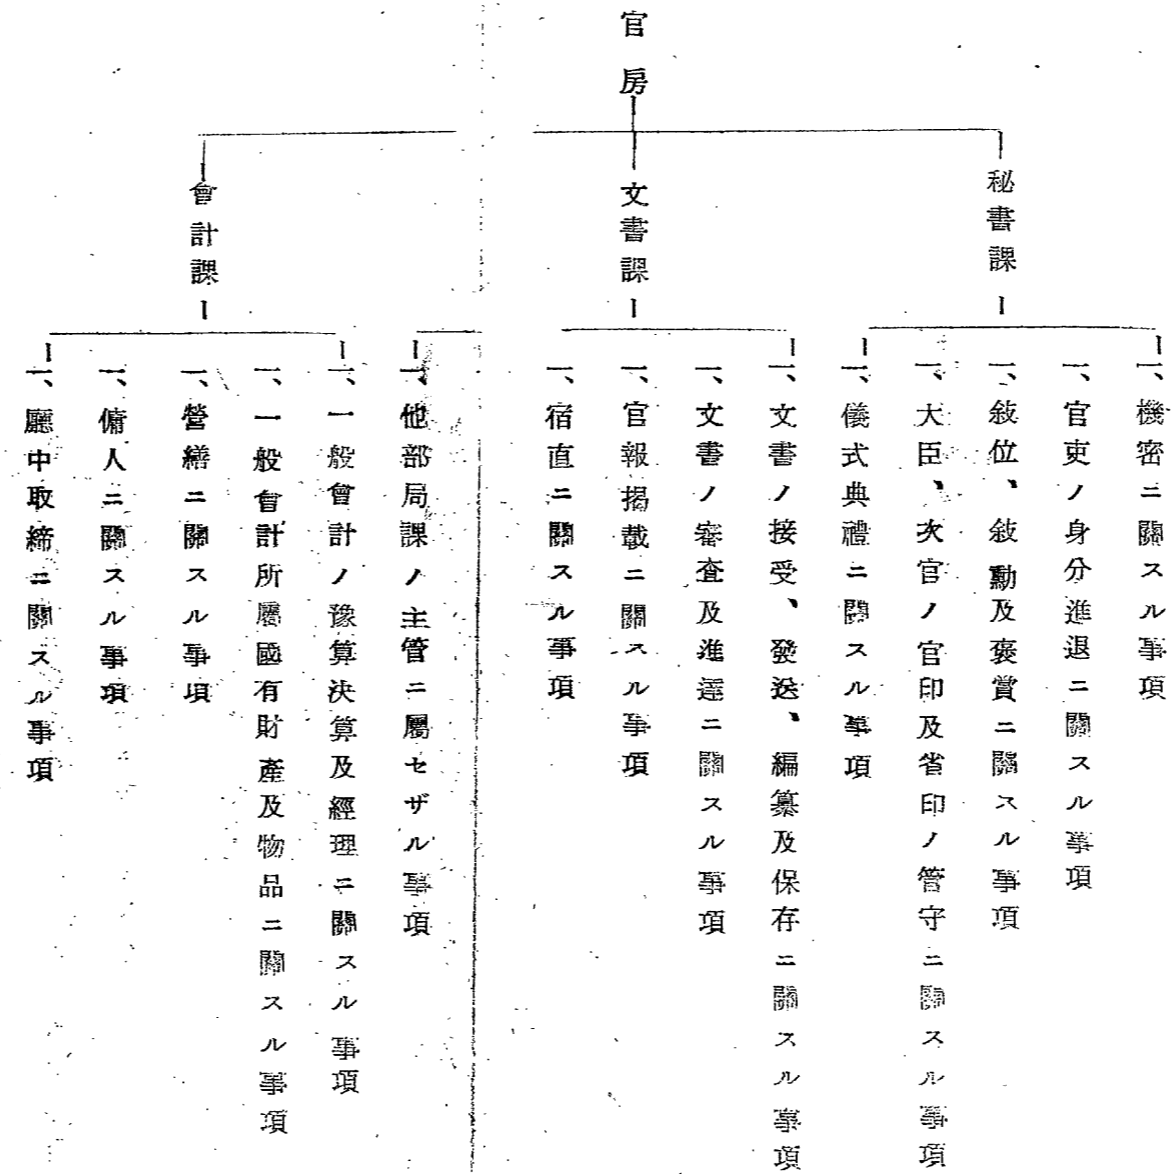 官房
秘書課
一、機密ニ關スル事項
一、官吏ノ身分進退ニ關スル事項
一、敍位、敍勳及褒賞ニ關スル事項
一、大臣、次官ノ官印及省印ノ管守ニ關スル事項
一、儀式典禮ニ關スル事項
文書課
一、文書ノ接受、發送、編纂及保存ニ關スル事項
一、文書ノ審查及進達ニ關スル事項
一、官報揭載ニ關スル事項
一、宿直ニ關スル事項
一、他部局課ノ主管ニ屬セザル事項
會計課
一、一般會計ノ豫算決算及經理ニ關スル事項
一、一般會計所屬國有財產及物品ニ關スル事項
一、營繕ニ關スル事項
一、傭人ニ關スル事項
一、廳中取締ニ關スル事項